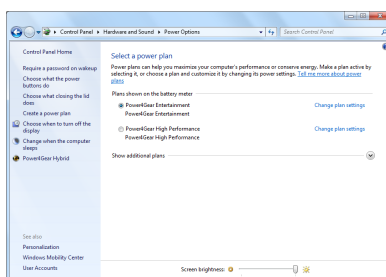 Control Panel
Hardware and Sound
Power Options
Search Control Panel
Control Panel Home
Require a password on wakeup
Choose what the power
buttons do
Choose what closing the lid
does
Create a power plan
Choose when to turn off the
display
Change when the computer
sleeps
Power4Gear Hybrid
See also
Personalization
Windows Mobility Center
User Accounts
Select a power plan
Power plans can help you maximize your computer's performance or conserve energy. Make a plan active by
selecting it, or choose a plan and customize it by changing its power settings. Tell me more about power
plans
Plans shown on the battery meter
Power4Gear Entertainment
Change plan settings
Power4Gear Entertainment
Power4Gear High Performance
Change plan settings
Power4Gear High Performance
Show additional plans
Screen brightness: